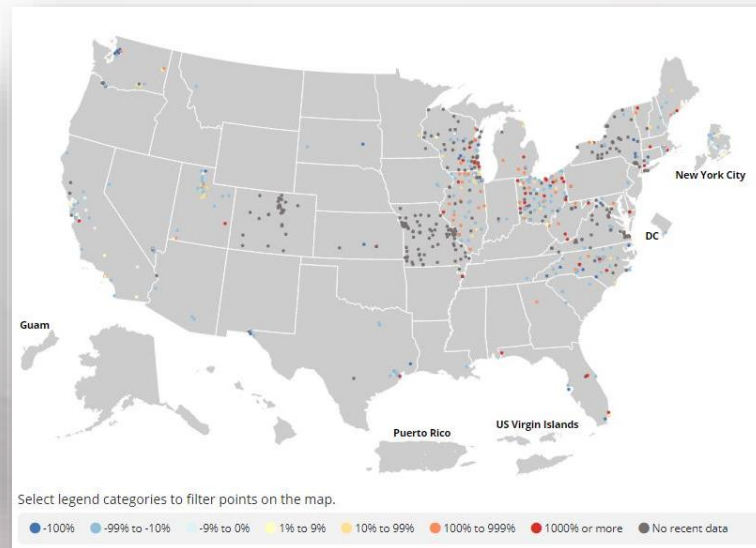 New York City
DC
Guam
US Virgin Islands
Puerto Rico
Select legend categories to filter points on the map.
-100% -99% to -10% -9% to 0% 1% to 9% 10% to 99% 100% to 999% 1000% or more No recent data